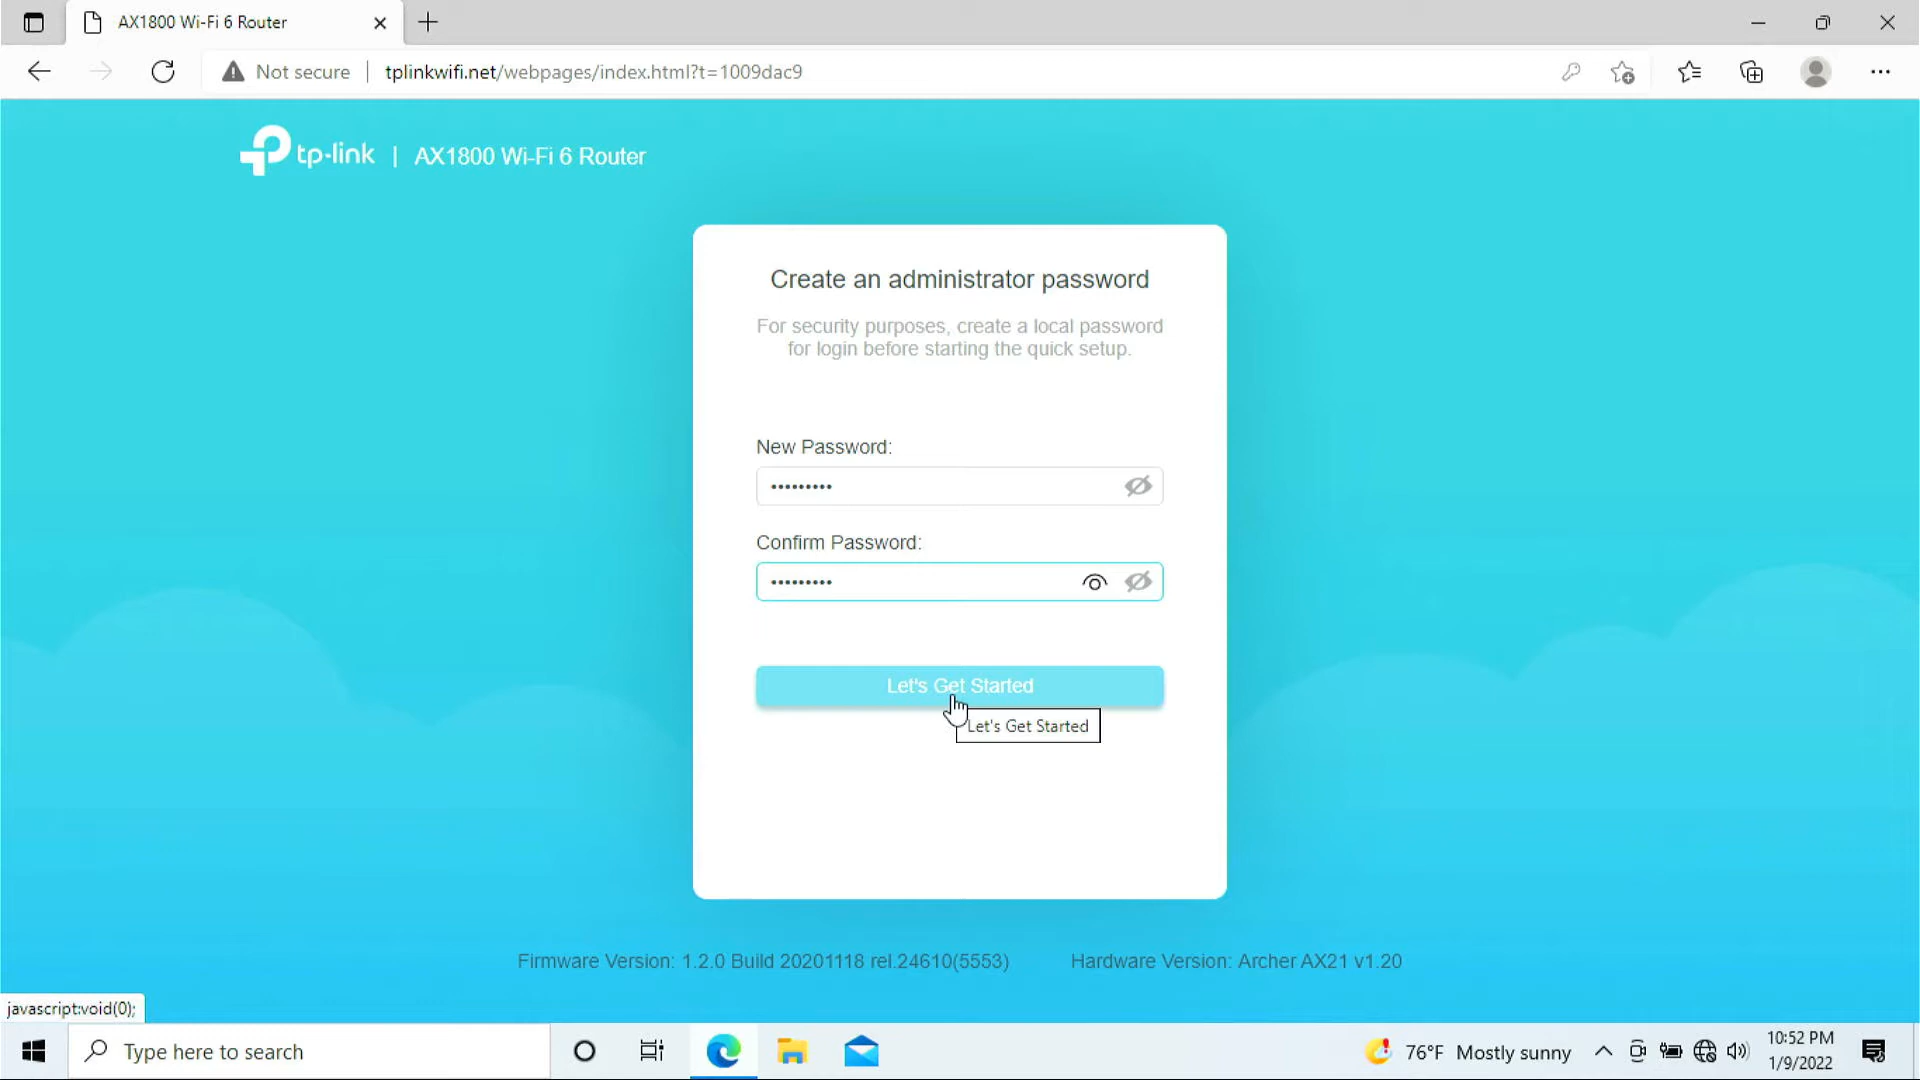 AX1800 Wi-Fi 6 Router
Not secure
tplinkwifi.net/webpages/index.html?t=1009dac9
tp-link | AX1800 Wi-Fi 6 Router
Create an administrator password
For security purposes, create a local password
for login before starting the quick setup.
New Password:
•••••••••
Confirm Password:
•••••••••
Let's Get Started
Let's Get Started
Firmware Version: 1.2.0 Build 20201118 rel.24610(5553)
Hardware Version: Archer AX21 v1.20
javascript:void(0);
Type here to search
76°F Mostly sunny
10:52 PM
1/9/2022